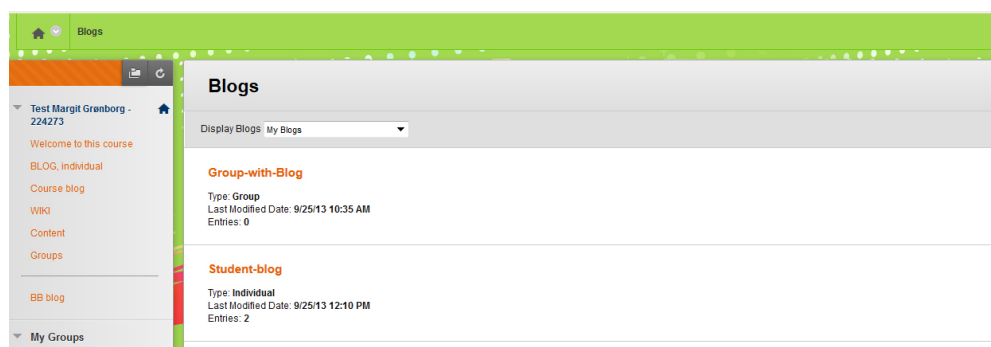 Blogs
Test Margit Grønborg -
224273
Welcome to this course
BLOG, individual
Course blog
WIKI
Content
Groups
BB blog
My Groups
Blogs
Display Blogs My Blogs
Group-with-Blog
Type: Group
Last Modified Date: 9/25/13 10:35 AM
Entries: 0
Student-blog
Type: Individual
Last Modified Date: 9/25/13 12:10 PM
Entries: 2